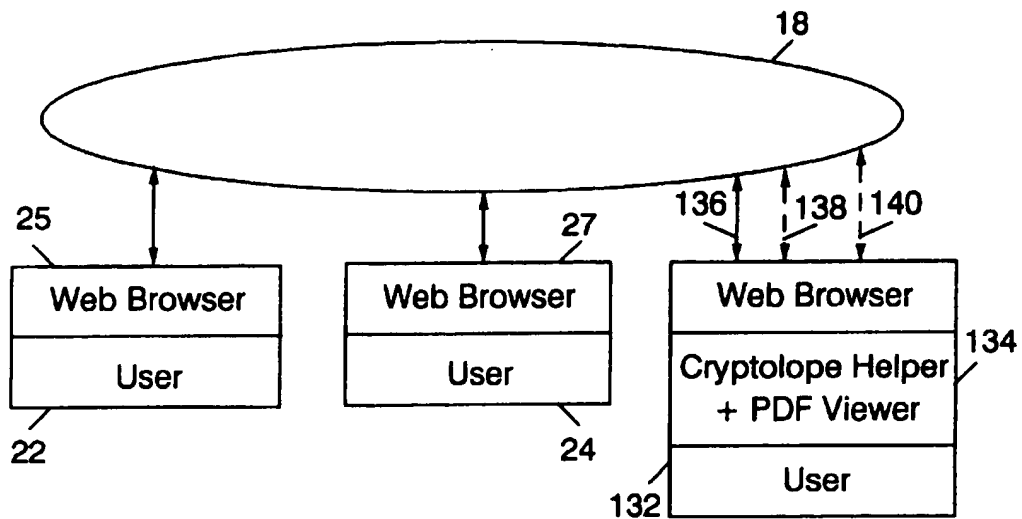 18
25
27
136
138
140
Web Browser
User
22
Web Browser
User
24
Web Browser
Cryptolope Helper
+ PDF Viewer
134
User
132